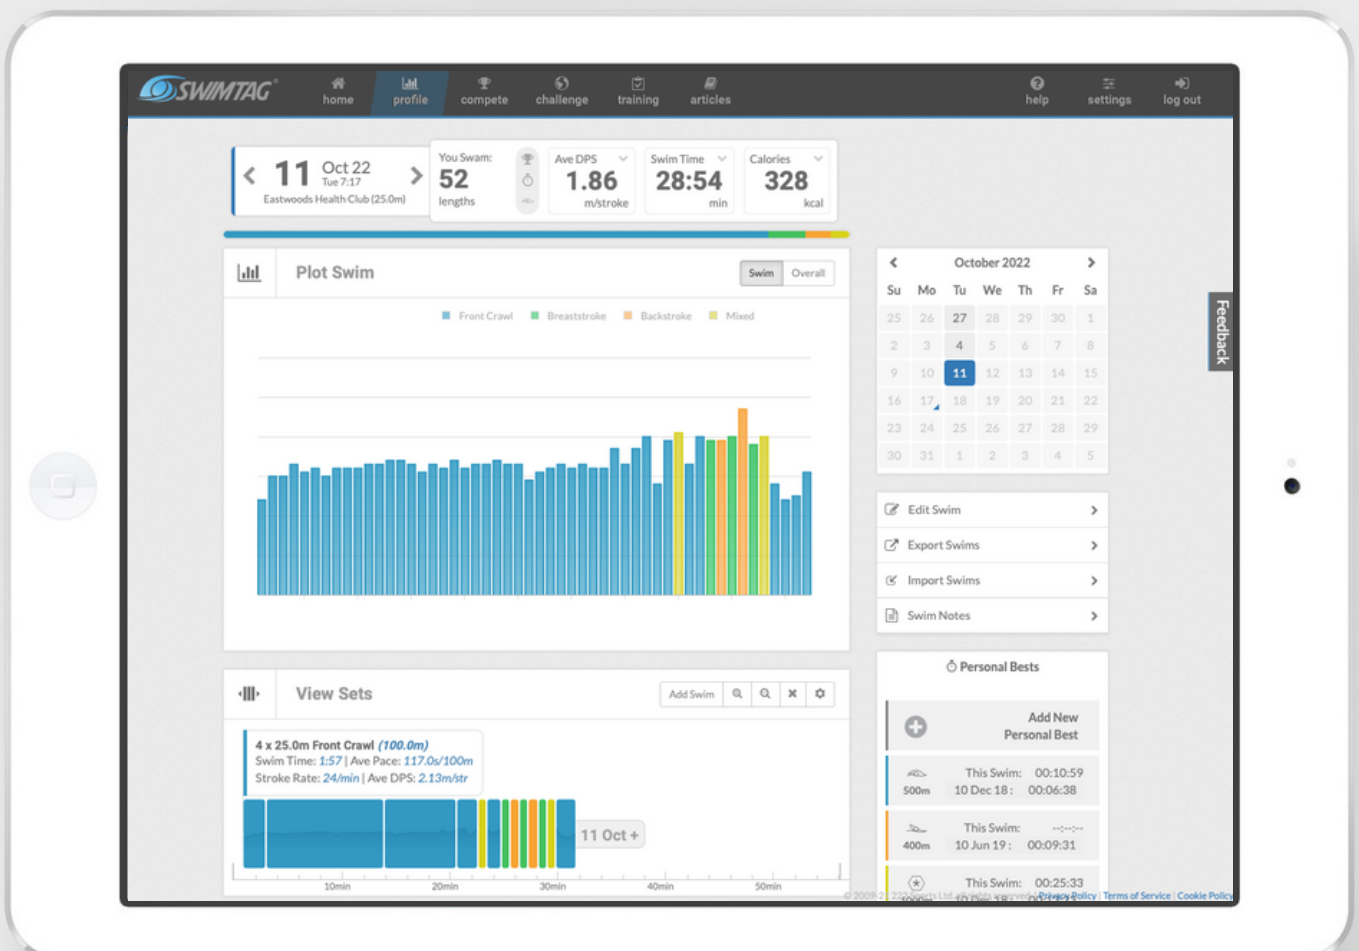 SWIMTAG
home
profile
compete
challenge
training
articles
help
settings
log out
11
Oct 22
Tue 7:17
Eastwoods Health Club (25.0m)
You Swam:
52
lengths
Ave DPS
1.86
m/stroke
Swim Time
28:54
min
Calories
328
kcal
Plot Swim
Swim
Overall
Front Crawl
Breaststroke
Backstroke
Mixed
October 2022
Su Mo Tu We Th Fr Sa
25 26 27 28 29 30 1
2 3 4 5 6 7 8
9 10 11 12 13 14 15
16 17 18 19 20 21 22
23 24 25 26 27 28 29
30 31 1 2 3 4 5
Feedback
Edit Swim
Export Swims
Import Swims
Swim Notes
View Sets
Add Swim
4 x 25.0m Front Crawl (100.0m)
Swim Time: 1:57 | Ave Pace: 117.0s/100m
Stroke Rate: 24/min | Ave DPS: 2.13m/str
11 Oct +
10min 20min 30min 40min 50min
Personal Bests
Add New
Personal Best
This Swim: 00:10:59
500m 10 Dec 18 : 00:06:38
This Swim: --:--:--
400m 10 Jun 19 : 00:09:31
This Swim: 00:25:33
Privacy Policy | Terms of Service | Cookie Policy